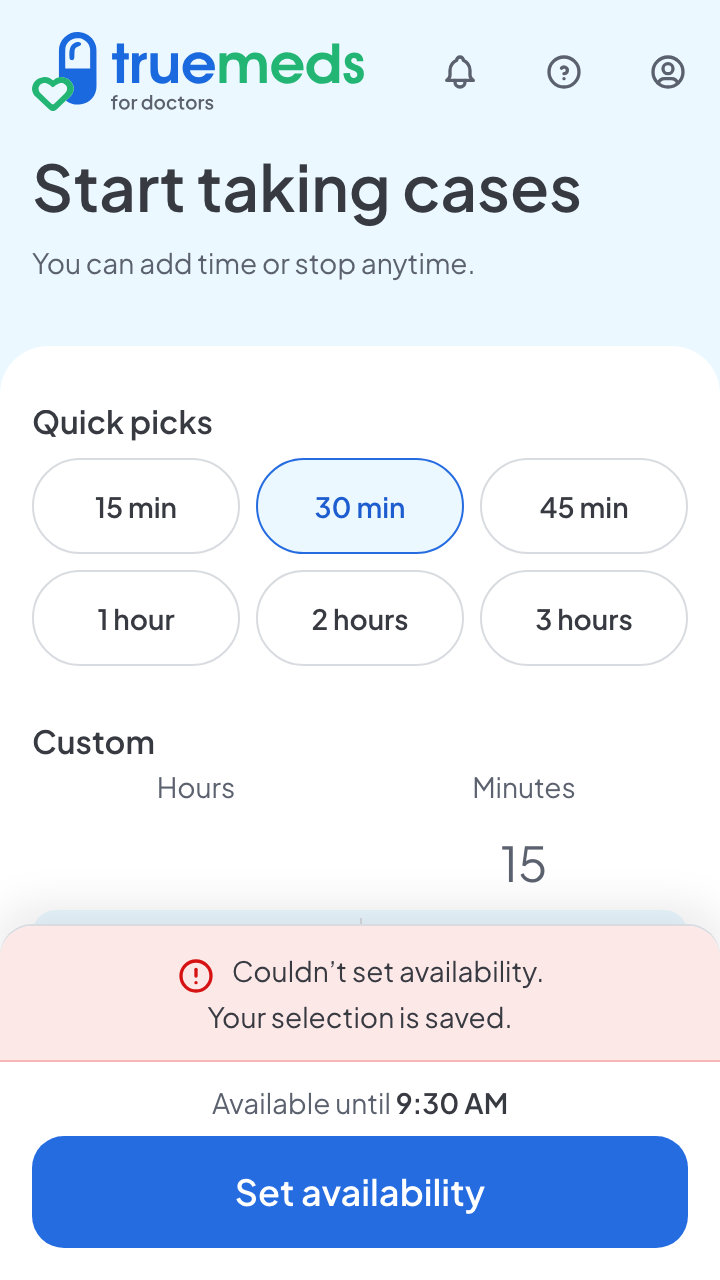 truemeds
for doctors
Start taking cases
You can add time or stop anytime.
Quick picks
15 min
30 min
45 min
1 hour
2 hours
3 hours
Custom
Hours
Minutes
15
Couldn’t set availability.
Your selection is saved.
Available until 9:30 AM
Set availability